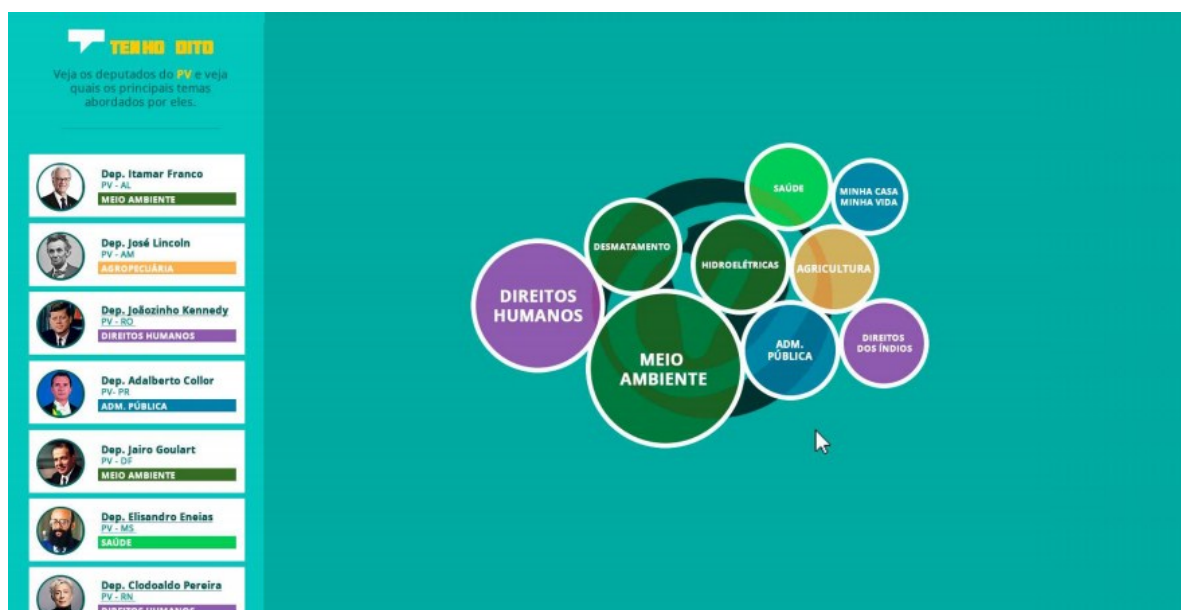 TENHO DITO
Veja os deputados do PV e veja
quais os principais temas
abordados por eles.
Dep. Itamar Franco
PV - AL
MEIO AMBIENTE
Dep. José Lincoln
PV - AM
AGROPECUÁRIA
Dep. Joãozinho Kennedy
PV - RO
DIREITOS HUMANOS
Dep. Adalberto Collor
PV- PR
ADM. PÚBLICA
Dep. Jairo Goulart
PV - DF
MEIO AMBIENTE
Dep. Elisandro Eneias
PV - MS
SAÚDE
Dep. Clodoaldo Pereira
PV - RN
DIREITOS HUMANOS
SAÚDE
MINHA CASA
MINHA VIDA
DESMATAMENTO
HIDROELÉTRICAS
AGRICULTURA
DIREITOS
HUMANOS
MEIO
AMBIENTE
ADM.
PÚBLICA
DIREITOS
DOS ÍNDIOS